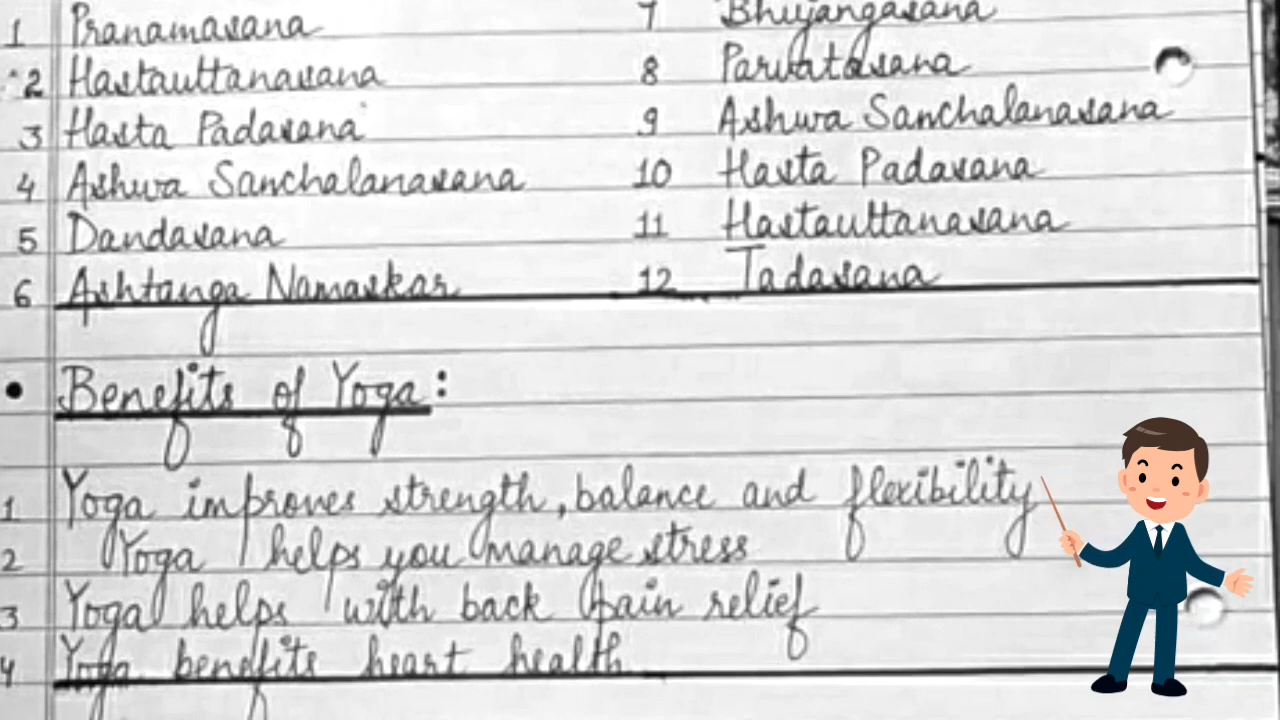 1 Pranamasana 7 Bhujangasana
2 Hastauttanasana 8 Parvatasana
3 Hasta Padasana 9 Ashwa Sanchalanasana
4 Ashwa Sanchalanasana 10 Hasta Padasana
5 Dandasana 11 Hastauttanasana
6 Ashtanga Namaskar 12 Tadasana
• Benefits of Yoga:
1 Yoga improves strength, balance and flexibility
2 Yoga helps you manage stress
3 Yoga helps with back pain relief
4 Yoga benefits heart health